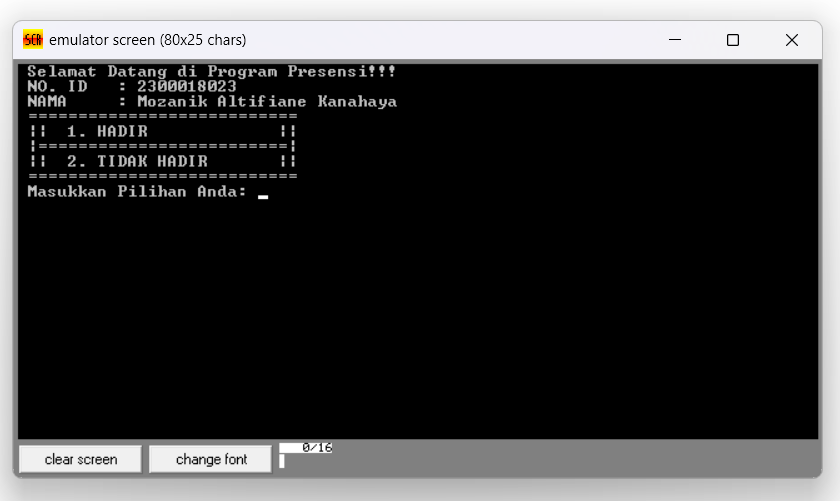 SCR emulator screen (80x25 chars)
Selamat Datang di Program Presensi!!!
NO. ID   : 2300018023
NAMA     : Mozanik Altifiane Kanahaya
===========================
||  1. HADIR             ||
|=========================|
||  2. TIDAK HADIR       ||
===========================
Masukkan Pilihan Anda: _
clear screen change font 0/16